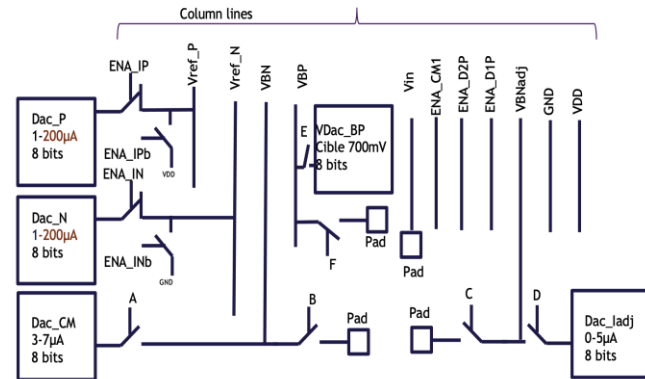 Column lines
ENA_IP
Vref_P
Vref_N
VBN
VBP
Vin
ENA_CM1
ENA_D2P
ENA_D1P
VBNadj
GND
VDD
Dac_P
1-200µA
8 bits
ENA_IPb
VDD
E
VDac_BP
Cible 700mV
8 bits
ENA_IN
Dac_N
1-200µA
8 bits
ENA_INb
GND
F
Pad
Pad
Dac_CM
3-7µA
8 bits
A
B
Pad
Pad
C
D
Dac_Iadj
0-5µA
8 bits